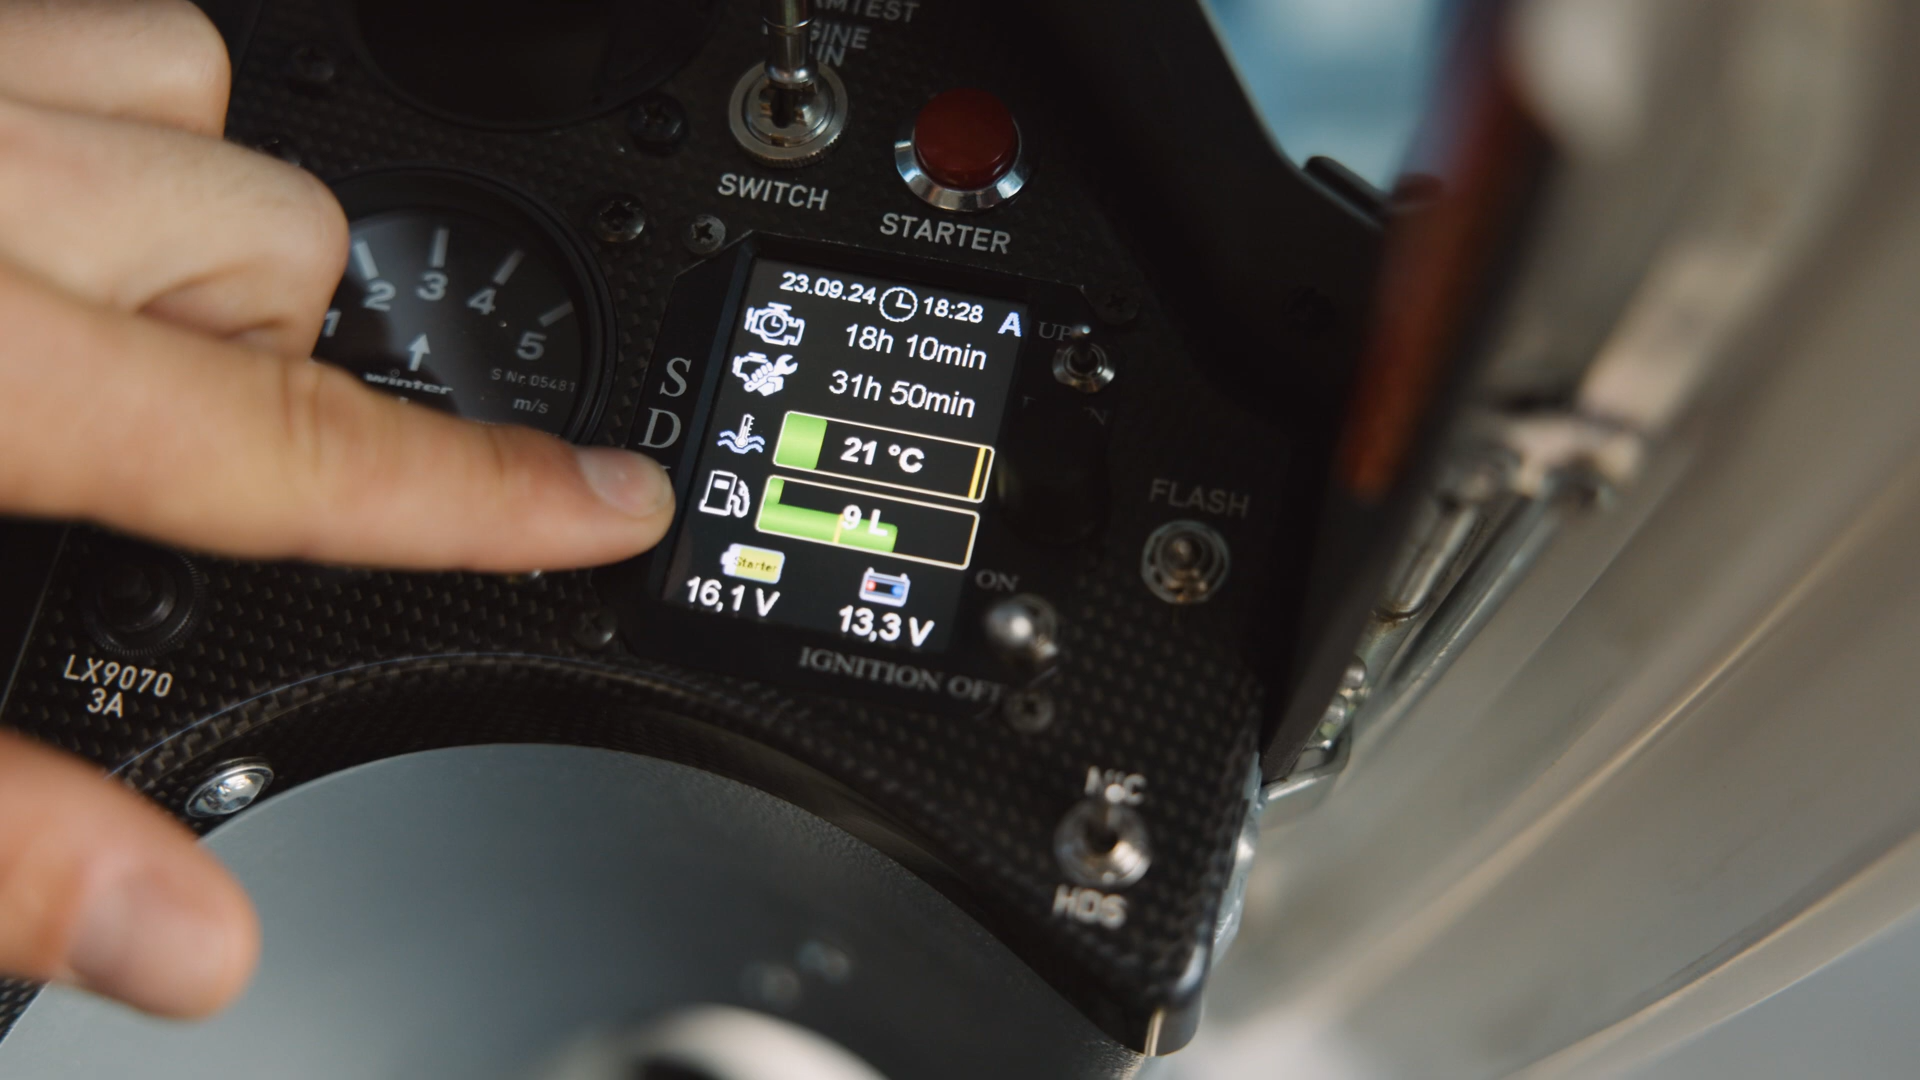 SWITCH
STARTER
23.09.24 18:28
A
18h 10min
31h 50min
21 °C
9 L
Starter
16,1 V
13,3 V
UP
ON
IGNITION OFF
FLASH
HDS
S
D
1 2 3 4 5
winter
S Nr. 05481
m/s
LX9070
3A